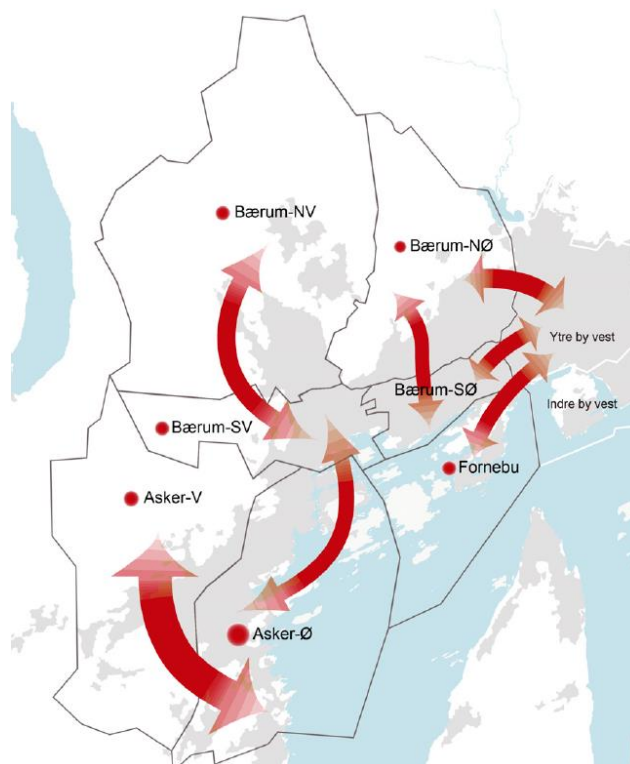 Bærum-NV
Bærum-NØ
Ytre by vest
Bærum-SØ
Indre by vest
Bærum-SV
Fornebu
Asker-V
Asker-Ø